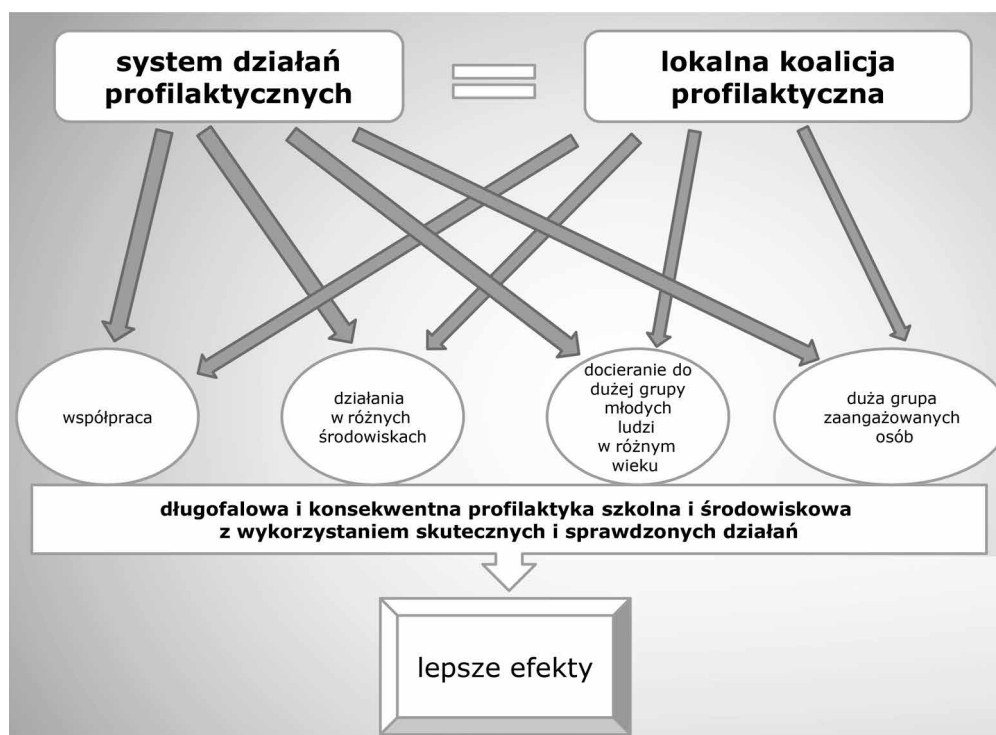 system działań
profilaktycznych
lokalna koalicja
profilaktyczna
współpraca
działania
w różnych
środowiskach
docieranie do
dużej grupy
młodych
ludzi
w różnym
wieku
duża grupa
zaangażowanych
osób
długofalowa i konsekwentna profilaktyka szkolna i środowiskowa
z wykorzystaniem skutecznych i sprawdzonych działań
lepsze efekty